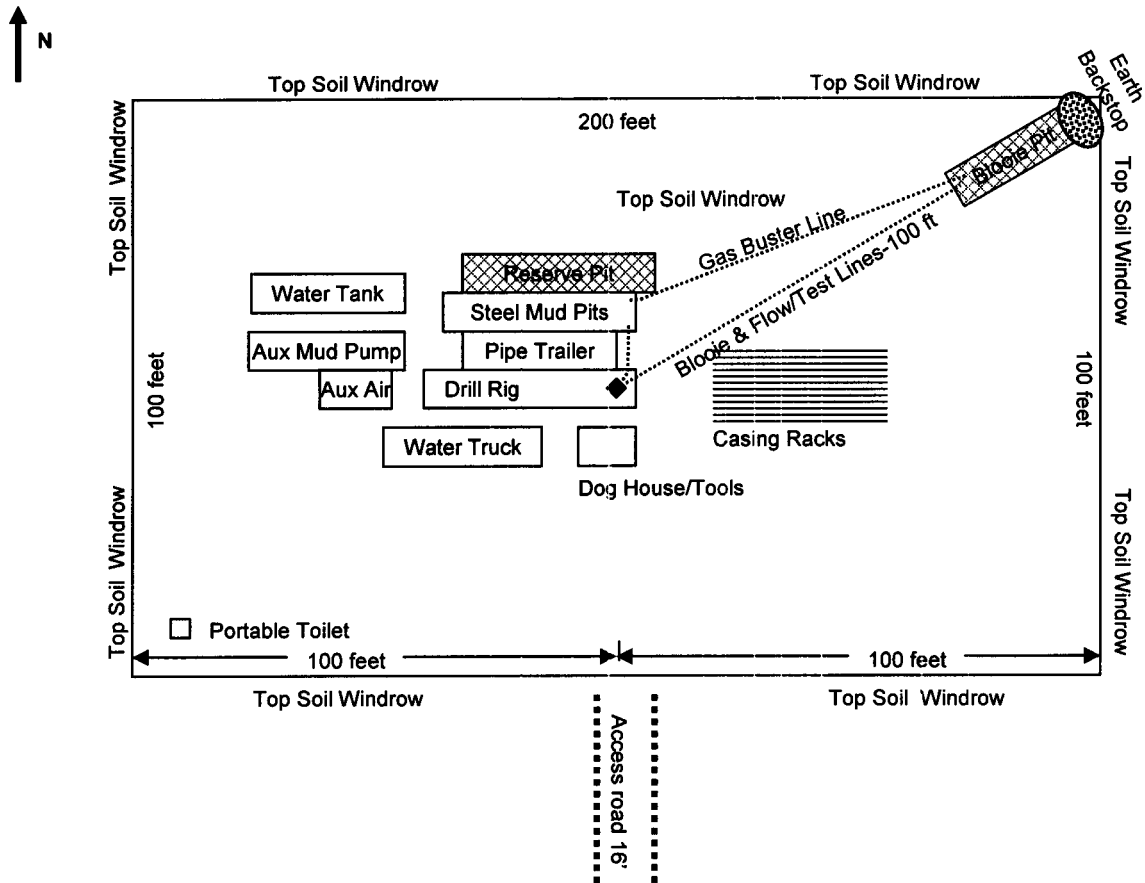 N
Top Soil Windrow
Top Soil Windrow
Earth
Backstop
200 feet
Top Soil Windrow
Blooie Pit
Top Soil Windrow
Top Soil Windrow
Gas Buster Line
Reserve Pit
Water Tank
Steel Mud Pits
Blooie & Flow/Test Lines-100 ft
Aux Mud Pump
Pipe Trailer
100 feet
100 feet
Aux Air
Drill Rig
Casing Racks
Water Truck
Dog House/Tools
Top Soil Windrow
Top Soil Windrow
Portable Toilet
100 feet
100 feet
Top Soil Windrow
Top Soil Windrow
Access road 16'